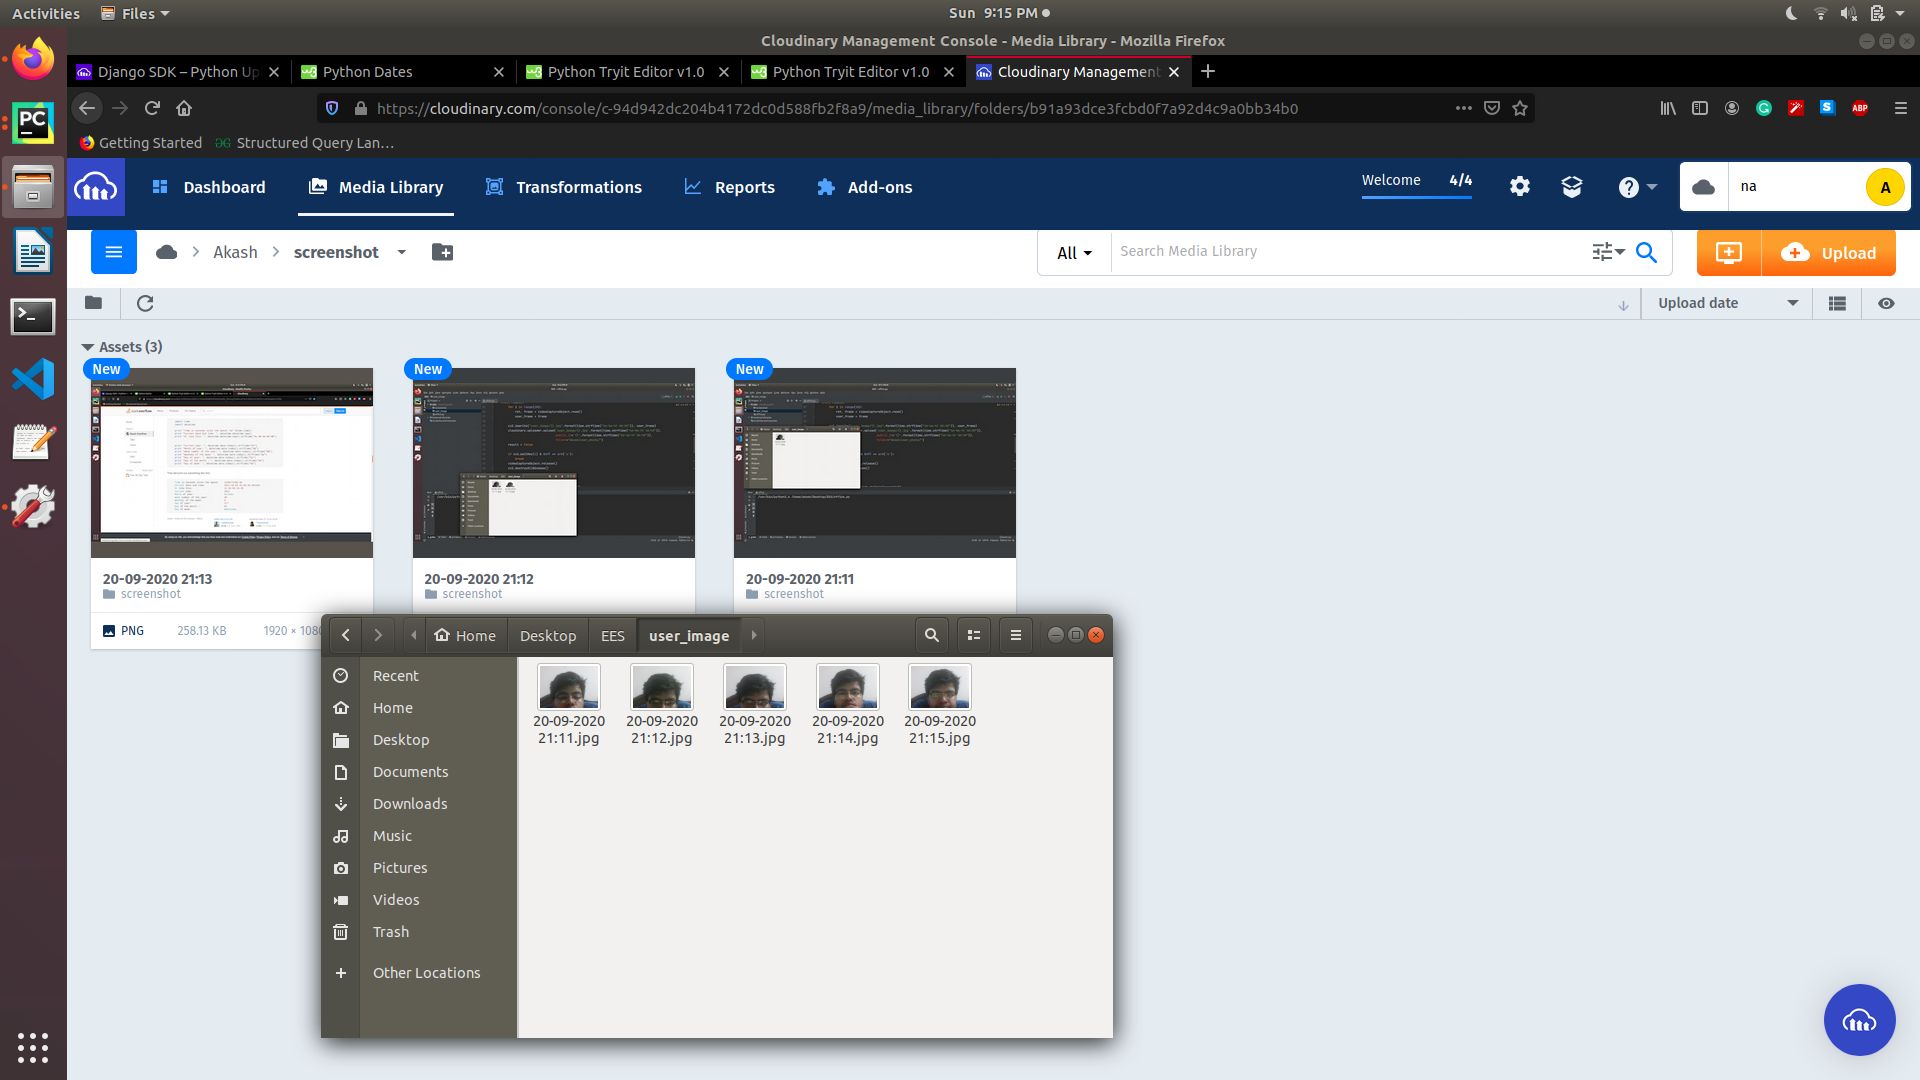 Activities Files Sun 9:15 PM
Cloudinary Management Console - Media Library - Mozilla Firefox
Django SDK – Python Up Python Dates Python Tryit Editor v1.0 Python Tryit Editor v1.0 Cloudinary Management
https://cloudinary.com/console/c-94d942dc204b4172dc0d588fb2f8a9/media_library/folders/b91a93dce3fcbd0f7a92d4c9a0bb34b0
Getting Started Structured Query Lan…
Dashboard Media Library Transformations Reports Add-ons Welcome 4/4 na A
Akash screenshot All Search Media Library Upload
Upload date
Assets (3)
New New New
20-09-2020 21:13 20-09-2020 21:12 20-09-2020 21:11
screenshot screenshot screenshot
PNG 258.13 KB 1920 × 1080
Home Desktop EES user_image
Recent
Home
Desktop
Documents
Downloads
Music
Pictures
Videos
Trash
Other Locations
20-09-2020 20-09-2020 20-09-2020 20-09-2020 20-09-2020
21:11.jpg 21:12.jpg 21:13.jpg 21:14.jpg 21:15.jpg